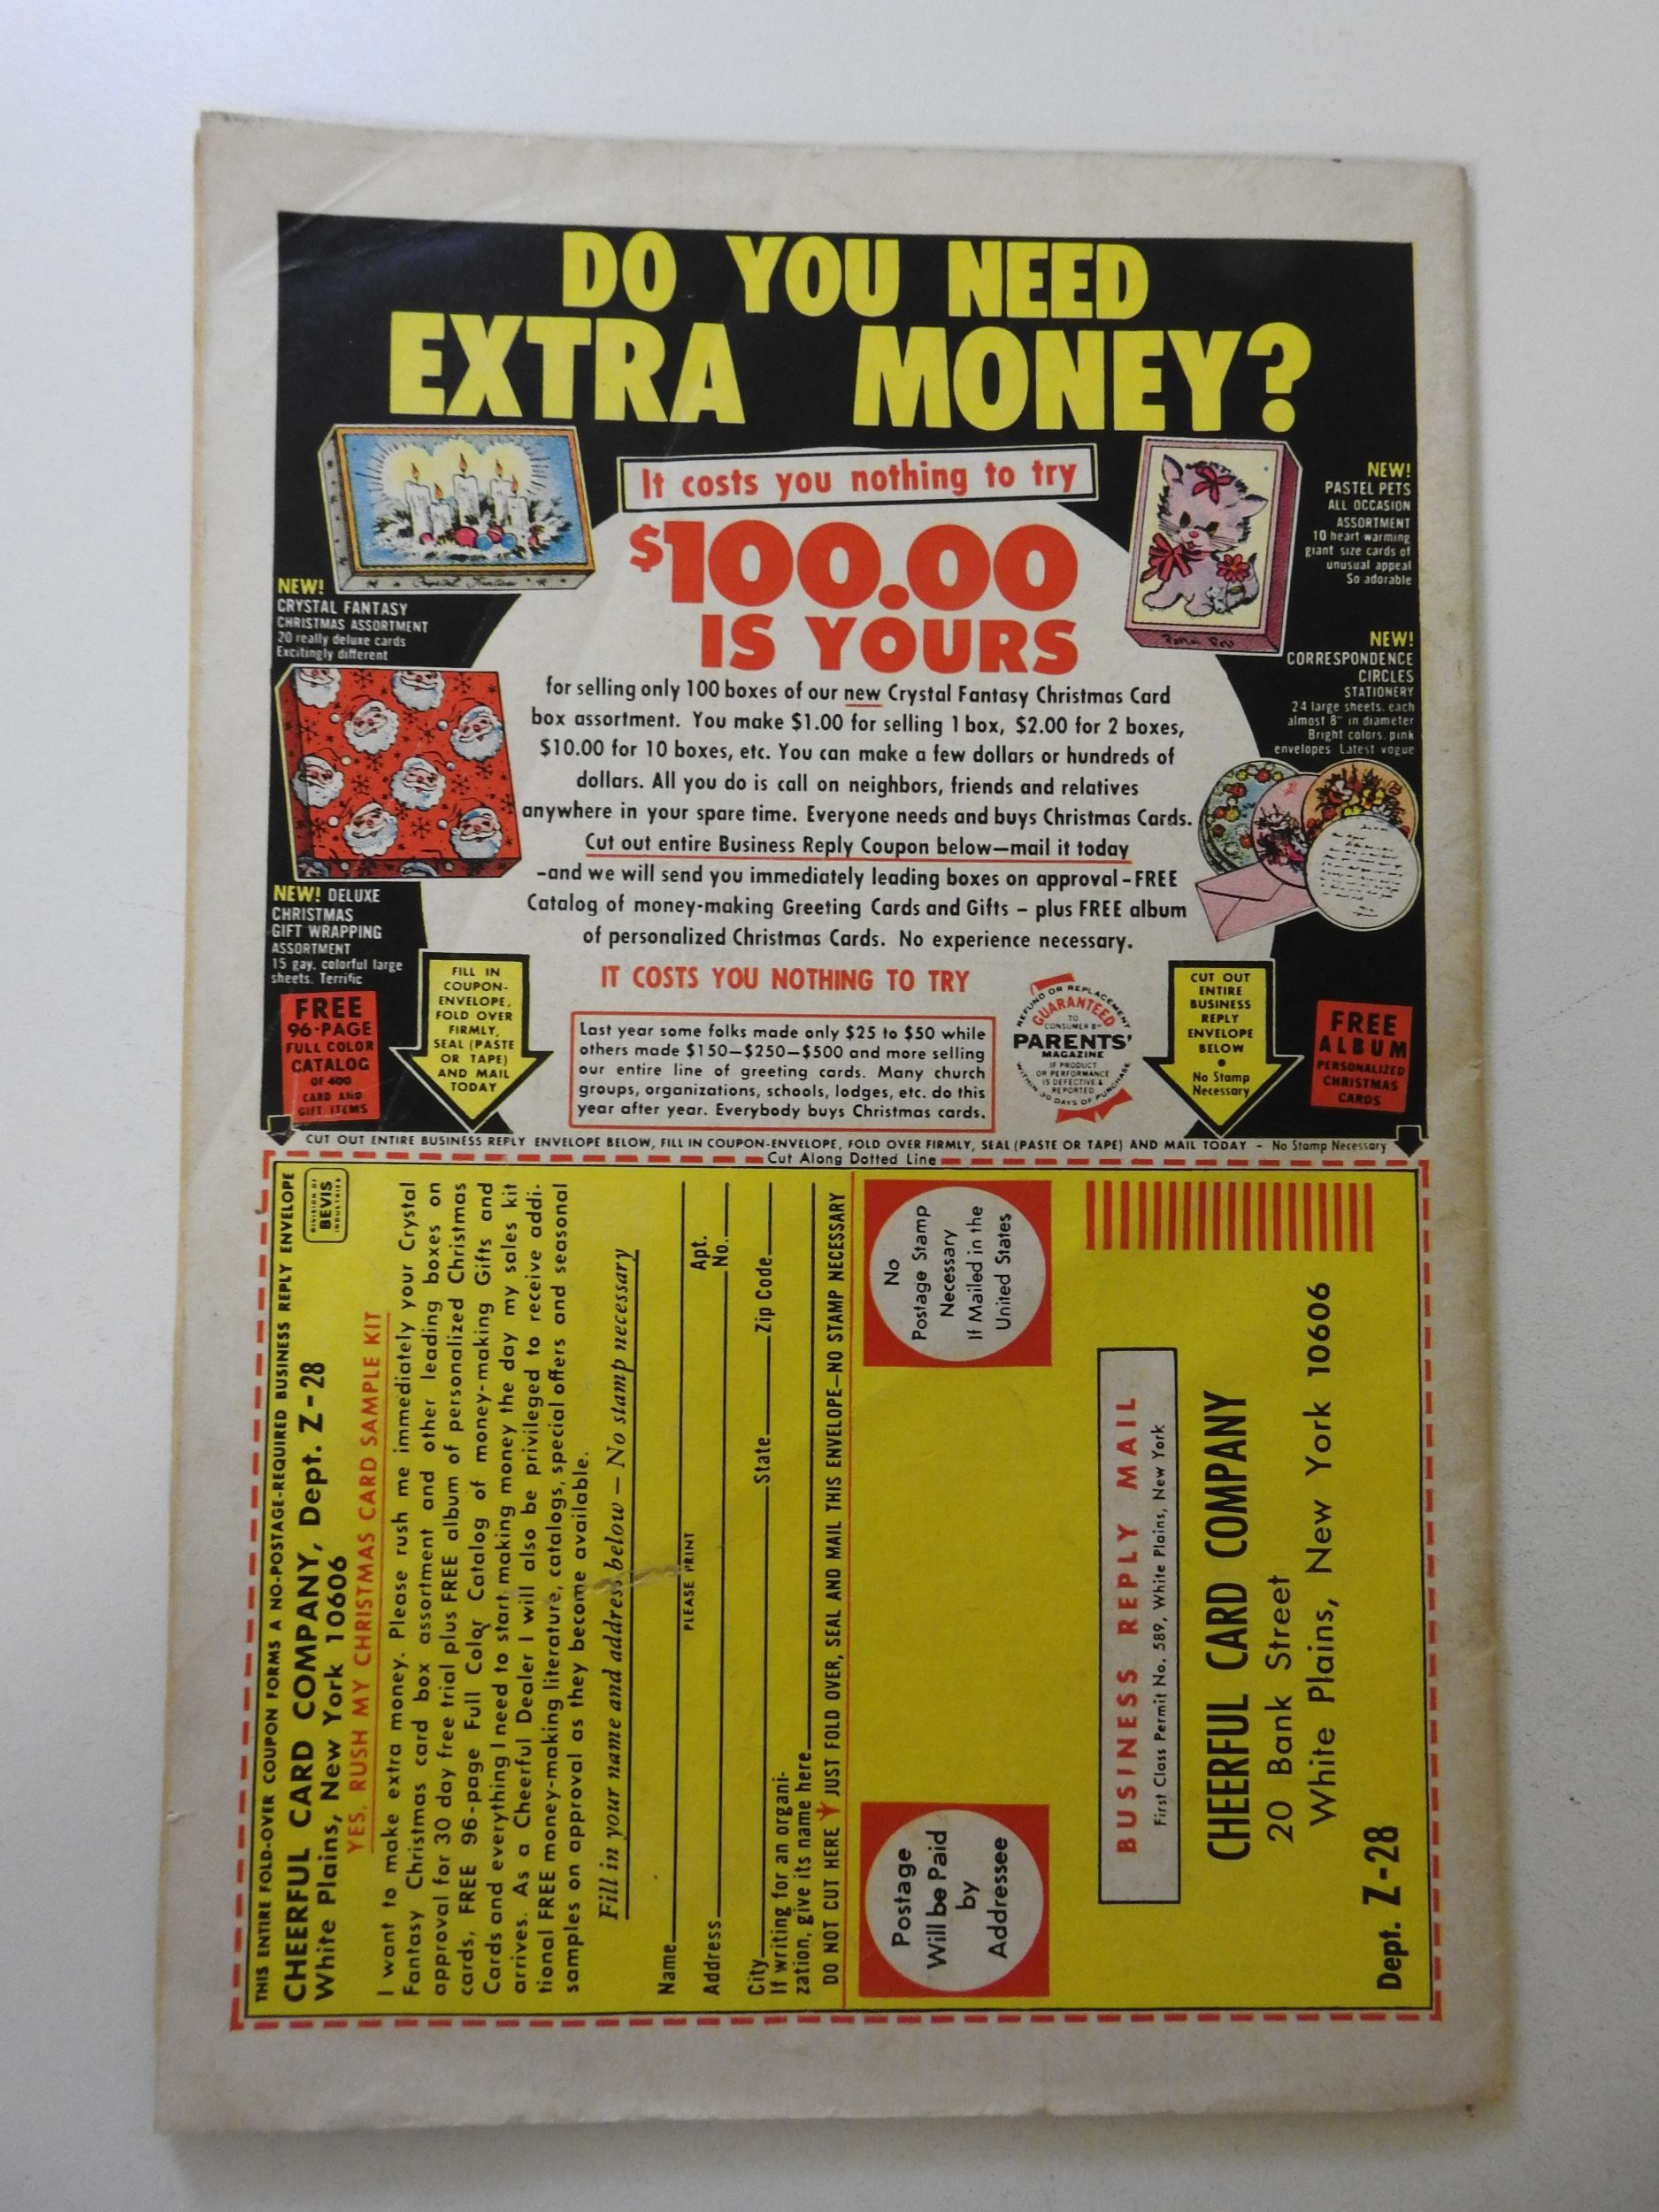 DO YOU NEED
EXTRA MONEY?
It costs you nothing to try
$100.00
IS YOURS
for selling only 100 boxes of our new Crystal Fantasy Christmas Card
box assortment. You make $1.00 for selling 1 box, $2.00 for 2 boxes,
$10.00 for 10 boxes, etc. You can make a few dollars or hundreds of
dollars. All you do is call on neighbors, friends and relatives
anywhere in your spare time. Everyone needs and buys Christmas Cards.
Cut out entire Business Reply Coupon below—mail it today
-and we will send you immediately leading boxes on approval-FREE
Catalog of money-making Greeting Cards and Gifts - plus FREE album
of personalized Christmas Cards. No experience necessary.
IT COSTS YOU NOTHING TO TRY
Last year some folks made only $25 to $50 while
others made $150—$250—$500 and more selling
our entire line of greeting cards. Many church
groups, organizations, schools, lodges, etc. do this
year after year. Everybody buys Christmas cards.
Crystal Fantasy
NEW!
CRYSTAL FANTASY
CHRISTMAS ASSORTMENT
20 really deluxe cards
Excitingly different
NEW! DELUXE
CHRISTMAS
GIFT WRAPPING
ASSORTMENT
15 gay, colorful large
sheets. Terrific
FREE
96-PAGE
FULL COLOR
CATALOG
OF 400
CARD AND
GIFT ITEMS
FILL IN
COUPON-
ENVELOPE,
FOLD OVER
FIRMLY,
SEAL (PASTE
OR TAPE)
AND MAIL
TODAY
NEW!
PASTEL PETS
ALL OCCASION
ASSORTMENT
10 heart warming
giant size cards of
unusual appeal
So adorable
NEW!
CORRESPONDENCE
CIRCLES
STATIONERY
24 large sheets, each
almost 8" in diameter
Bright colors, pink
envelopes Latest vogue
REFUND OR REPLACEMENT
GUARANTEED
TO
CONSUMER BY
PARENTS'
MAGAZINE
IF PRODUCT
OR PERFORMANCE
IS DEFECTIVE &
REPORTED
WITHIN 30 DAYS OF PURCHASE
CUT OUT
ENTIRE
BUSINESS
REPLY
ENVELOPE
BELOW
•
No Stamp
Necessary
FREE
ALBUM
PERSONALIZED
CHRISTMAS
CARDS
CUT OUT ENTIRE BUSINESS REPLY ENVELOPE BELOW, FILL IN COUPON-ENVELOPE, FOLD OVER FIRMLY, SEAL (PASTE OR TAPE) AND MAIL TODAY - No Stamp Necessary
Cut Along Dotted Line
THIS ENTIRE FOLD-OVER COUPON FORMS A NO-POSTAGE-REQUIRED BUSINESS REPLY ENVELOPE
CHEERFUL CARD COMPANY, Dept. Z-28
White Plains, New York 10606
DIVISION OF
BEVIS
INDUSTRIES
YES, RUSH MY CHRISTMAS CARD SAMPLE KIT
I want to make extra money. Please rush me immediately your Crystal
Fantasy Christmas card box assortment and other leading boxes on
approval for 30 day free trial plus FREE album of personalized Christmas
cards, FREE 96-page Full Color Catalog of money-making Gifts and
Cards and everything I need to start making money the day my sales kit
arrives. As a Cheerful Dealer I will also be privileged to receive addi-
tional FREE money-making literature, catalogs, special offers and seasonal
samples on approval as they become available.
Fill in your name and address below — No stamp necessary
Name
PLEASE PRINT
Address
Apt.
No.
City
State
Zip Code
If writing for an organi-
zation, give its name here
DO NOT CUT HERE JUST FOLD OVER, SEAL AND MAIL THIS ENVELOPE—NO STAMP NECESSARY
Postage
Will be Paid
by
Addressee
No
Postage Stamp
Necessary
If Mailed in the
United States
BUSINESS REPLY MAIL
First Class Permit No. 589, White Plains, New York
CHEERFUL CARD COMPANY
20 Bank Street
White Plains, New York 10606
Dept. Z-28